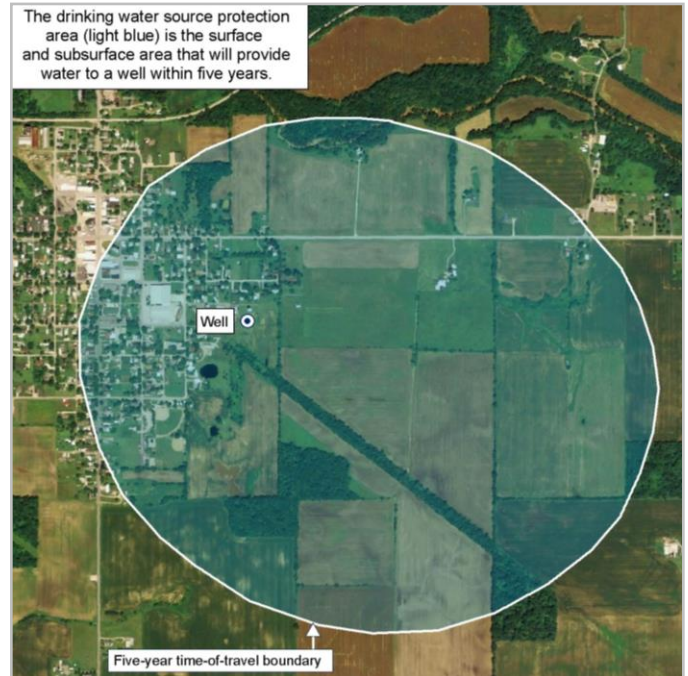 The drinking water source protection
area (light blue) is the surface
and subsurface area that will provide
water to a well within five years.
Well
Five-year time-of-travel boundary